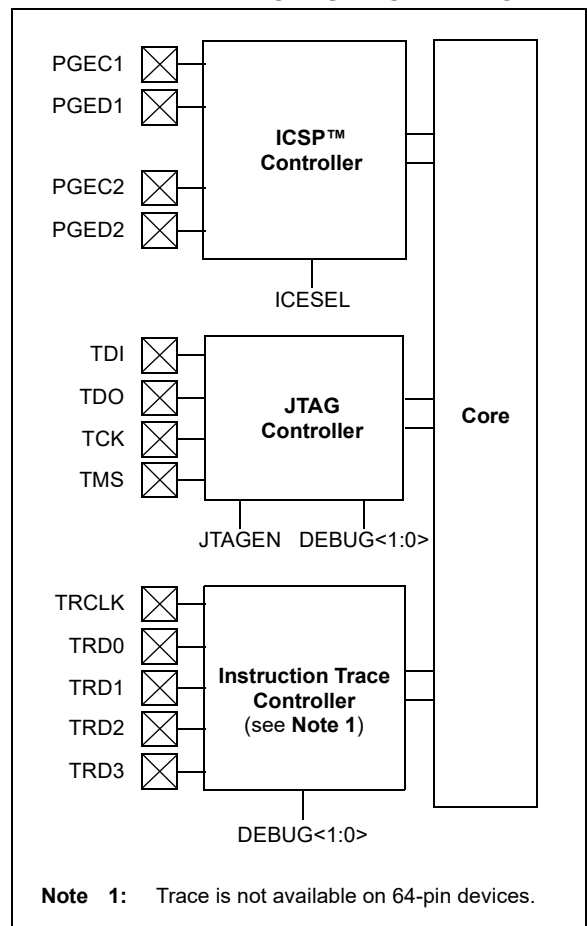 PGEC1
PGED1
ICSP™
Controller
PGEC2
PGED2
ICESEL
TDI
TDO
JTAG
Controller
Core
TCK
TMS
JTAGEN DEBUG<1:0>
TRCLK
TRD0
TRD1
Instruction Trace
Controller
(see Note 1)
TRD2
TRD3
DEBUG<1:0>
Note 1: Trace is not available on 64-pin devices.